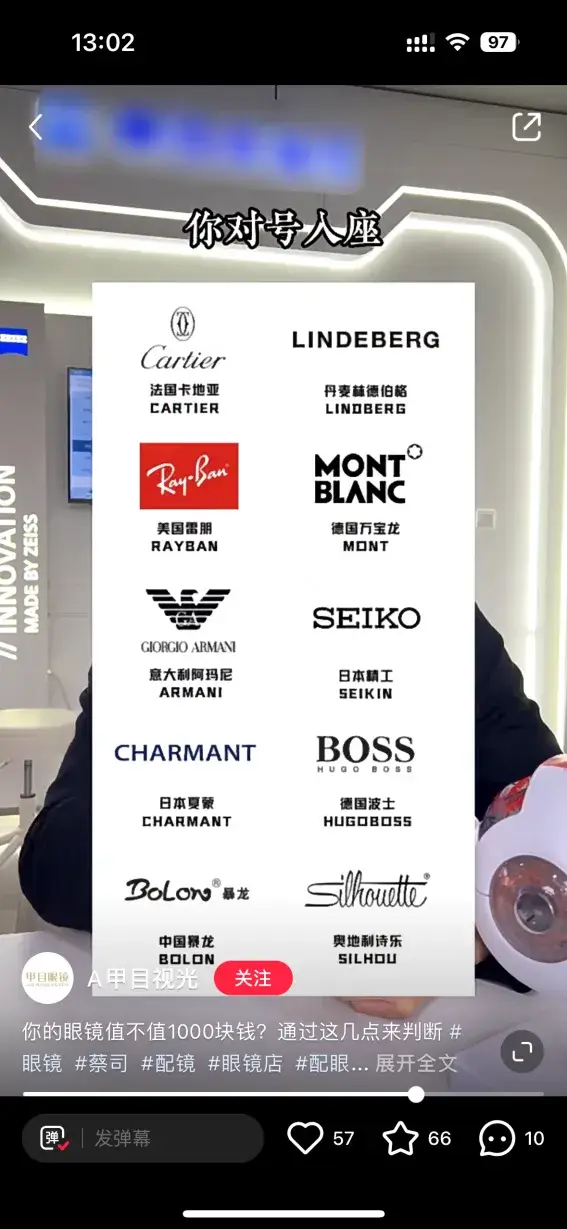 13:02
97
你对号入座
Cartier
法国卡地亚
CARTIER
LINDEBERG
丹麦林德伯格
LINDBERG
Ray-Ban
美国雷朋
RAYBAN
MONT
BLANC
德国万宝龙
MONT
GA
GIORGIO ARMANI
意大利阿玛尼
ARMANI
SEIKO
日本精工
SEIKIN
CHARMANT
日本夏蒙
CHARMANT
BOSS
HUGO BOSS
德国波士
HUGOBOSS
BOLON® 暴龙
中国暴龙
BOLON
Silhouette®
奥地利诗乐
SILHOU
// INNOVATION
MADE BY ZEISS
甲目眼镜
A甲目视光
关注
你的眼镜值不值1000块钱？通过这几点来判断 #
眼镜 #蔡司 #配镜 #眼镜店 #配眼... 展开全文
弹
发弹幕
57
66
10